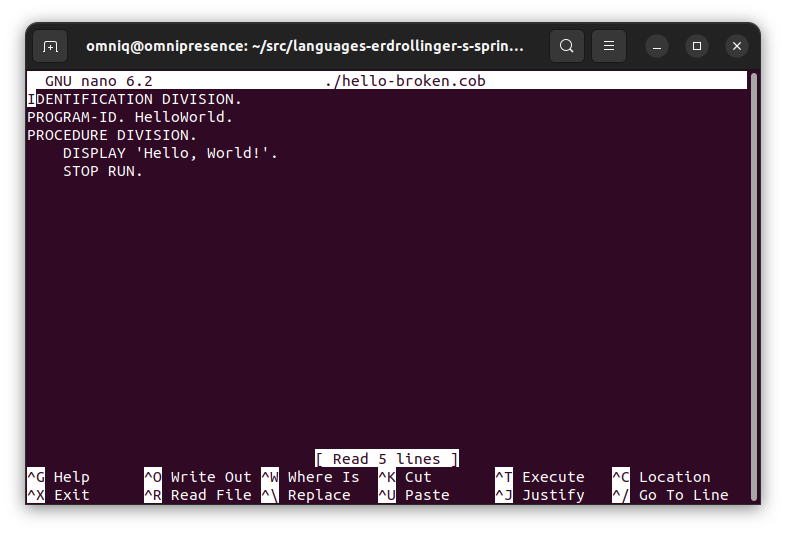 omniq@omnipresence: ~/src/languages-erdrollinger-s-sprin...
GNU nano 6.2 ./hello-broken.cob
IDENTIFICATION DIVISION.
PROGRAM-ID. HelloWorld.
PROCEDURE DIVISION.
    DISPLAY 'Hello, World!'.
    STOP RUN.
[ Read 5 lines ]
^G Help ^O Write Out ^W Where Is ^K Cut ^T Execute ^C Location
^X Exit ^R Read File ^\ Replace ^U Paste ^J Justify ^/ Go To Line